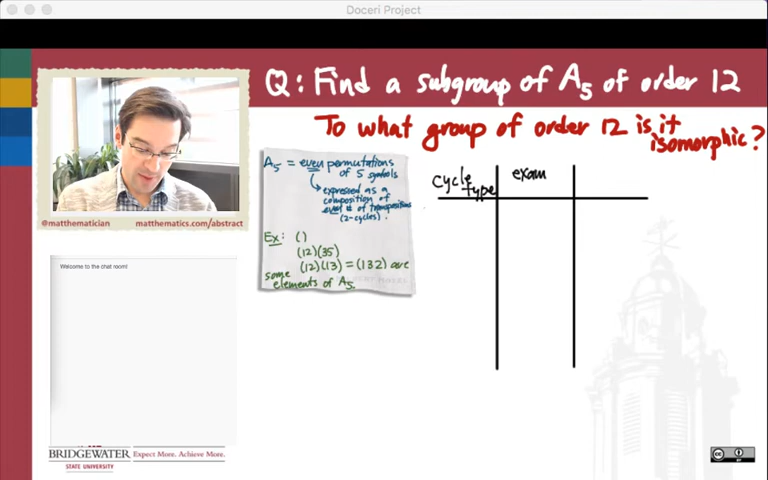 Doceri Project
Q: Find a subgroup of A5 of order 12
To what group of order 12 is it
isomorphic?
A5 = even permutations
of 5 symbols
expressed as a
composition of
even # of transpositions
(2-cycles).
Ex: ()
(12)(35)
(12)(13) = (132) are
some
elements of A5.
cycle
type
exam
@matthematician
matthematics.com/abstract
Welcome to the chat room!
BRIDGEWATER
STATE UNIVERSITY
Expect More. Achieve More.
cc
BY